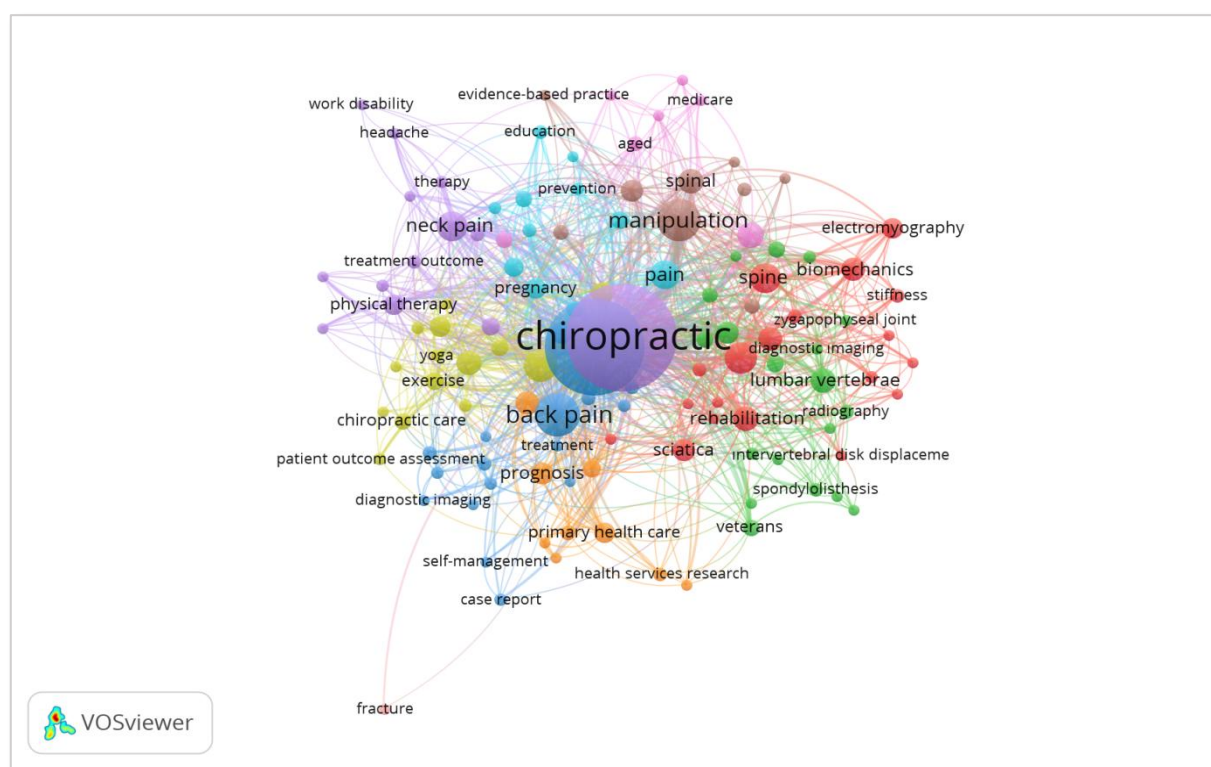 evidence-based practice
medicare
work disability
headache
education
aged
therapy
prevention
spinal
neck pain
manipulation
electromyography
treatment outcome
pain
spine
biomechanics
physical therapy
pregnancy
stiffness
chiropractic
zygapophyseal joint
yoga
diagnostic imaging
exercise
lumbar vertebrae
chiropractic care
back pain
rehabilitation
radiography
treatment
sciatica
patient outcome assessment
intervertebral disk displaceme
prognosis
spondylolisthesis
diagnostic imaging
primary health care
veterans
self-management
health services research
case report
fracture
VOSviewer